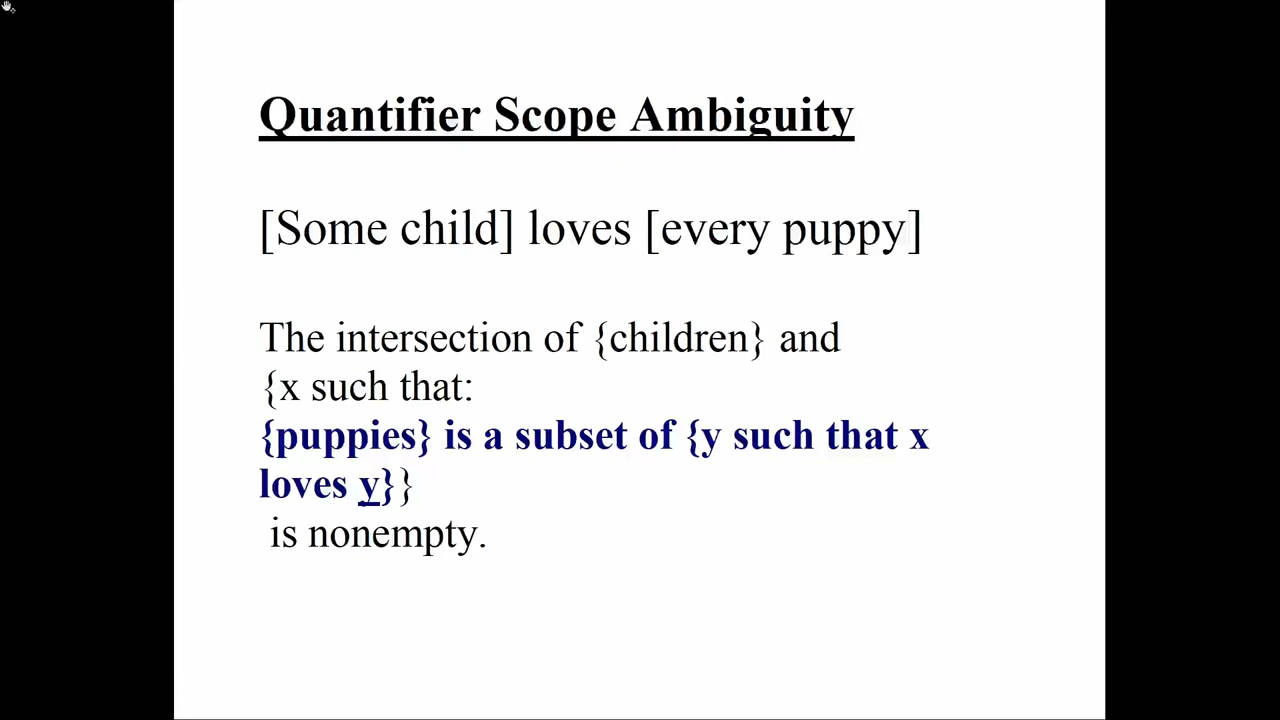 Quantifier Scope Ambiguity
[Some child] loves [every puppy]
The intersection of {children} and
{x such that:
{puppies} is a subset of {y such that x
loves y}}
is nonempty.